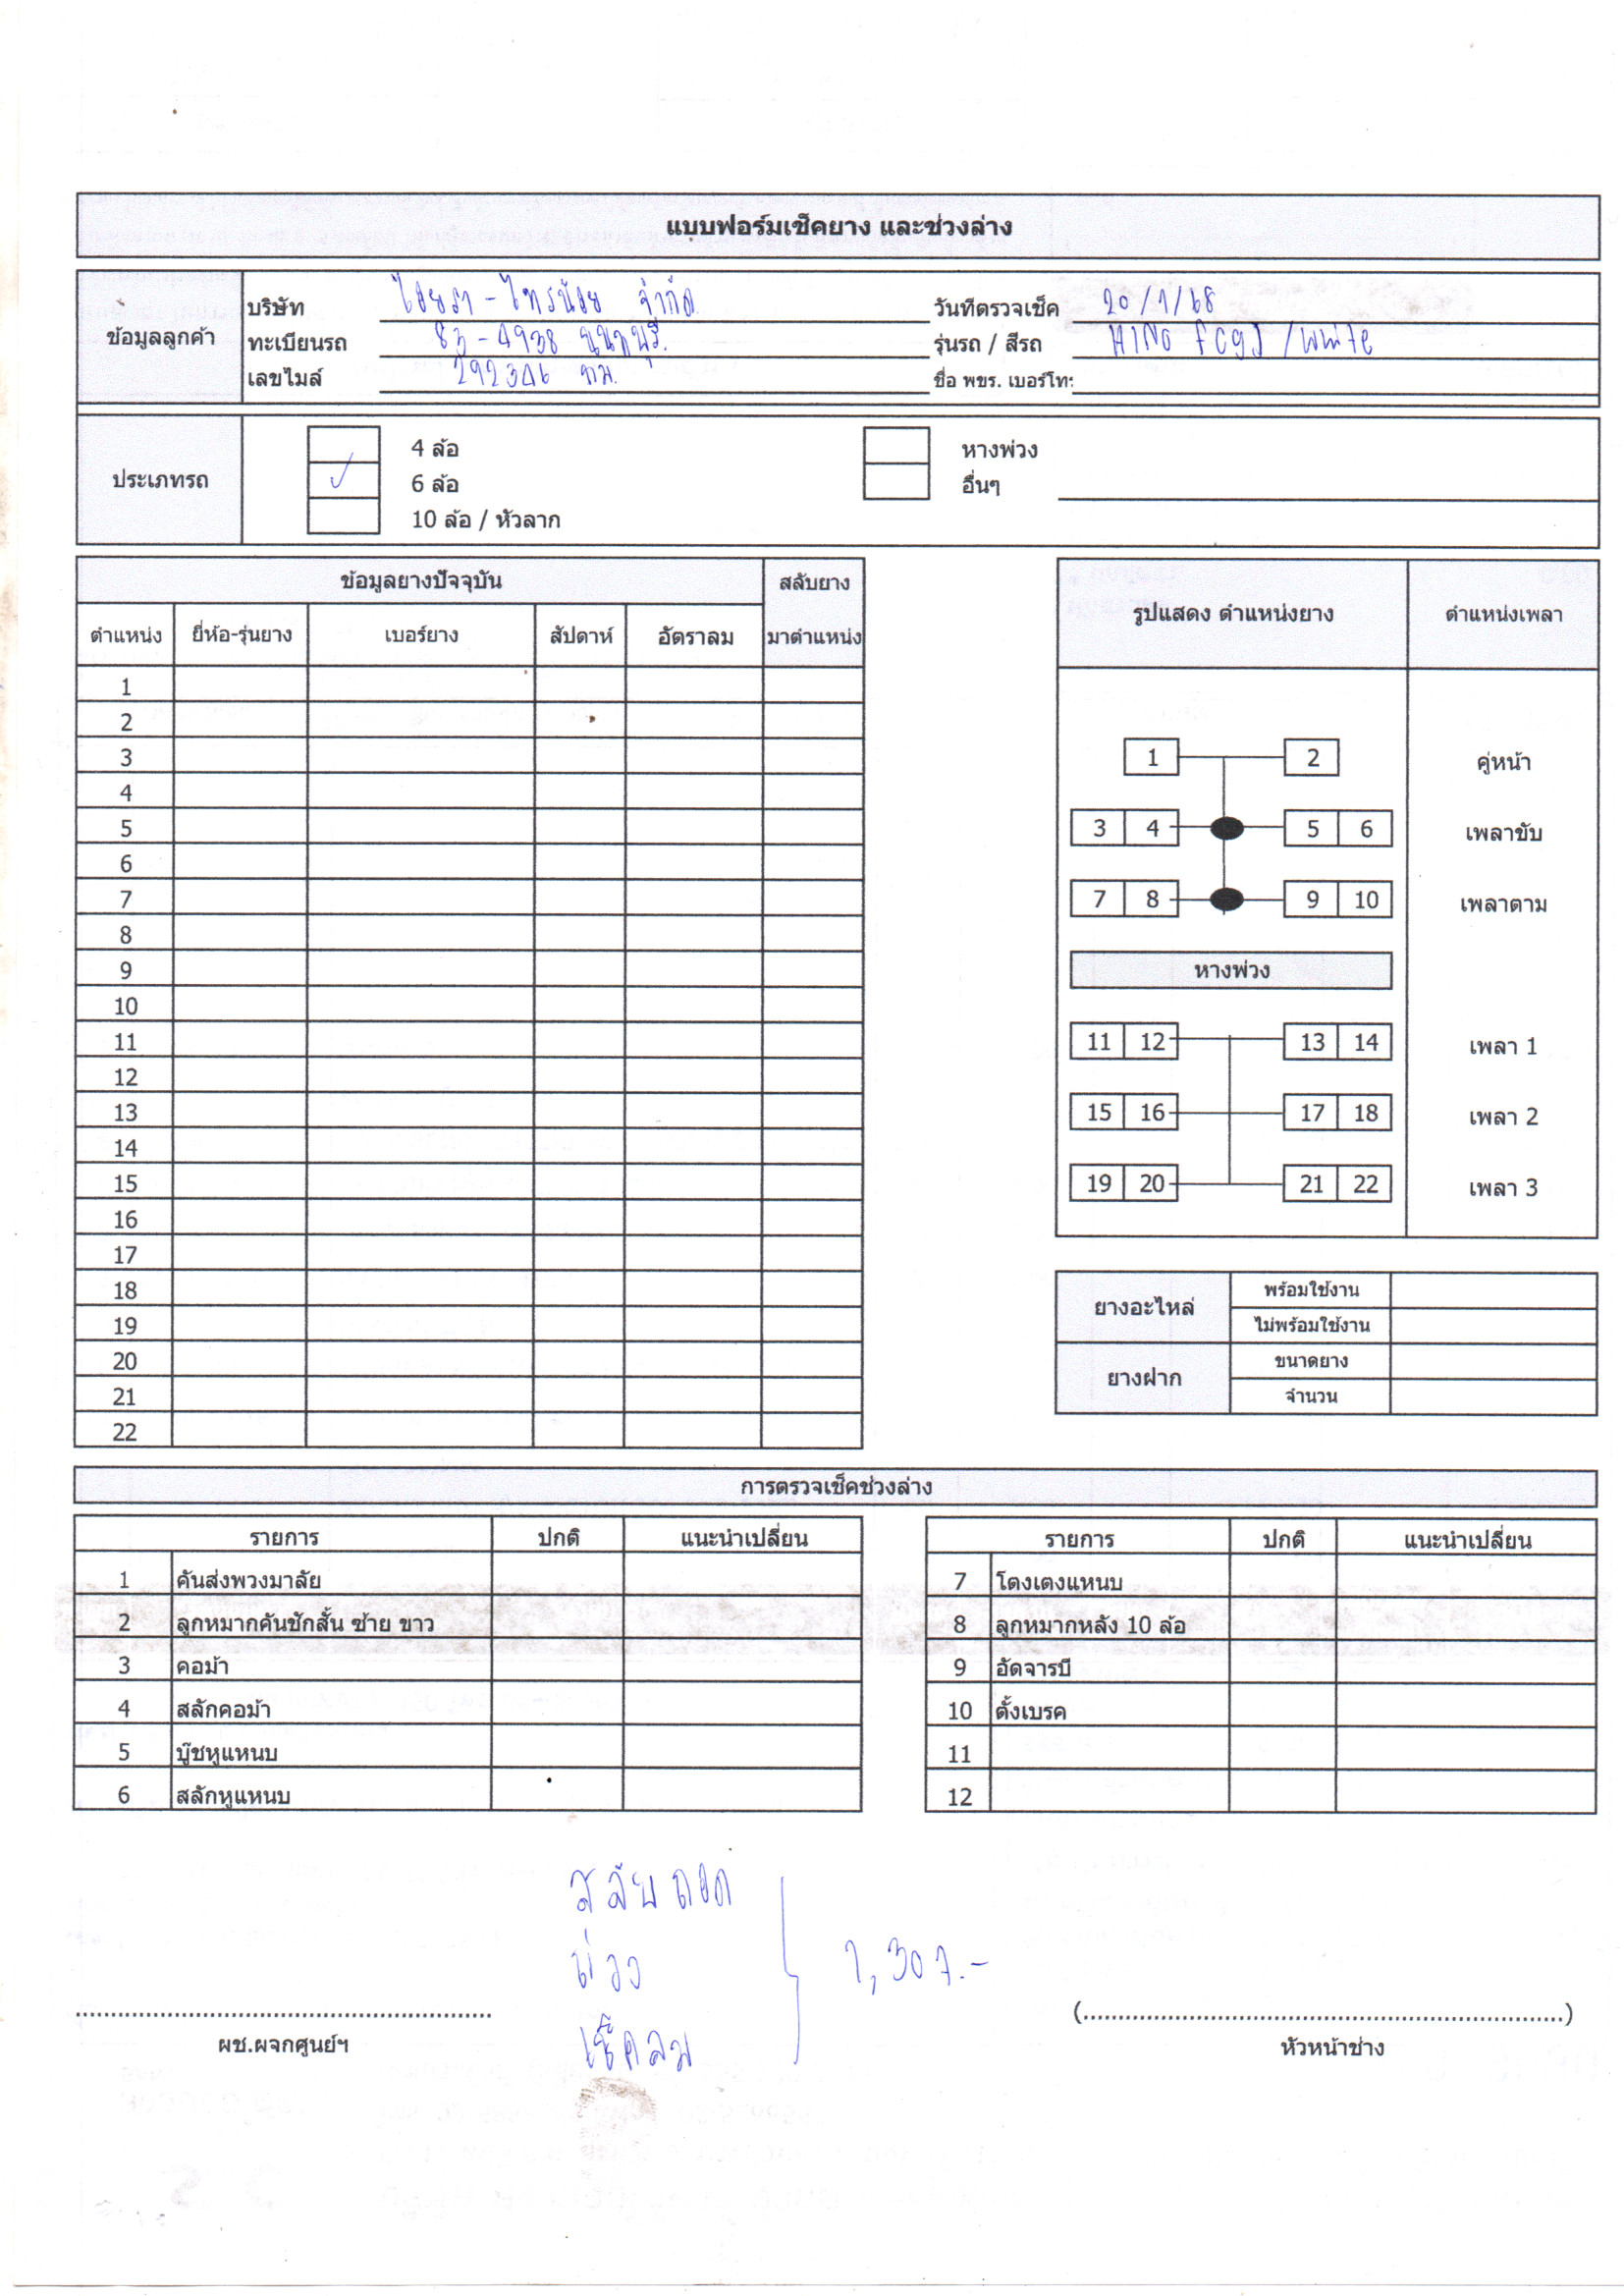 แบบฟอร์มเช็คยาง และช่วงล่าง
ข้อมูลลูกค้า
บริษัท ไอยรา - ไทรน้อย จำกัด วันที่ตรวจเช็ค 20/1/68
ทะเบียนรถ 83-4938 นนทบุรี รุ่นรถ / สีรถ HINO FC9J /white
เลขไมล์ 292346 กม. ชื่อ พขร. เบอร์โทร
ประเภทรถ
4 ล้อ หางพ่วง
✓ 6 ล้อ อื่นๆ
10 ล้อ / หัวลาก
ข้อมูลยางปัจจุบัน สลับยาง
ตำแหน่ง ยี่ห้อ-รุ่นยาง เบอร์ยาง สัปดาห์ อัตราลม มาตำแหน่ง
1
2
3
4
5
6
7
8
9
10
11
12
13
14
15
16
17
18
19
20
21
22
รูปแสดง ตำแหน่งยาง ตำแหน่งเพลา
1 2 คู่หน้า
3 4 5 6 เพลาขับ
7 8 9 10 เพลาตาม
หางพ่วง
11 12 13 14 เพลา 1
15 16 17 18 เพลา 2
19 20 21 22 เพลา 3
ยางอะไหล่ พร้อมใช้งาน
ไม่พร้อมใช้งาน
ยางฝาก ขนาดยาง
จำนวน
การตรวจเช็คช่วงล่าง
รายการ ปกติ แนะนำเปลี่ยน
1 คันส่งพวงมาลัย
2 ลูกหมากคันชักสั้น ซ้าย ขาว
3 คอม้า
4 สลักคอม้า
5 บู๊ชหูแหนบ
6 สลักหูแหนบ
รายการ ปกติ แนะนำเปลี่ยน
7 โตงเตงแหนบ
8 ลูกหมากหลัง 10 ล้อ
9 อัดจารบี
10 ตั้งเบรค
11
12
สลับ ถอด
ถ่วง 1,307.-
เช็คลม
ผช.ผจกศูนย์ฯ
(..........)
หัวหน้าช่าง